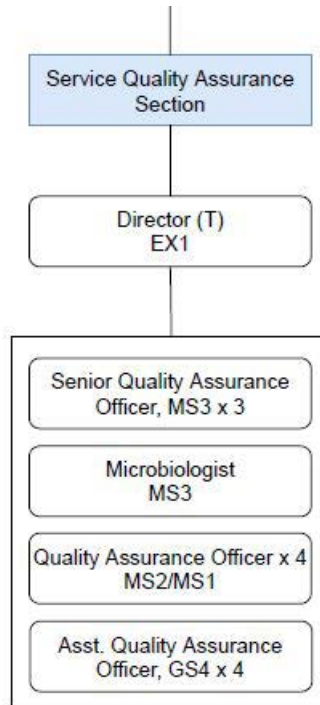 Service Quality Assurance
Section
Director (T)
EX1
Senior Quality Assurance
Officer, MS3 x 3
Microbiologist
MS3
Quality Assurance Officer x 4
MS2/MS1
Asst. Quality Assurance
Officer, GS4 x 4